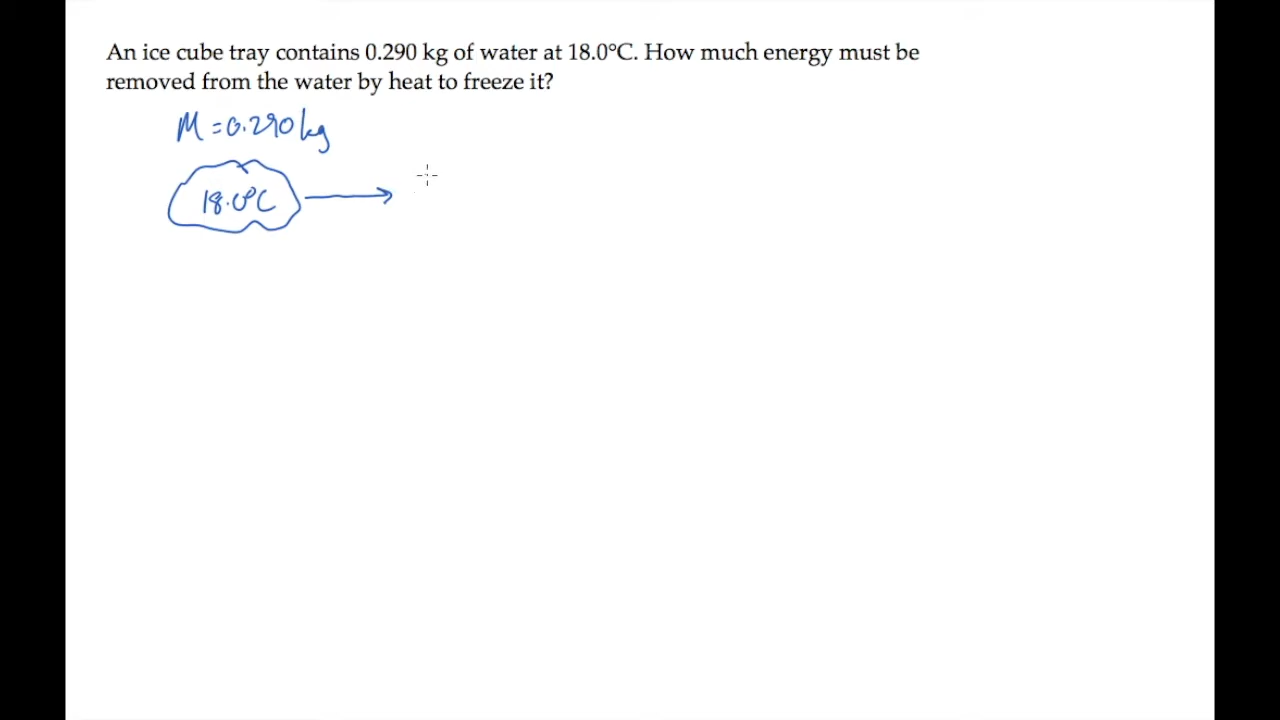 An ice cube tray contains 0.290 kg of water at 18.0°C. How much energy must be
removed from the water by heat to freeze it?
M = 0.290 kg
18.0°C